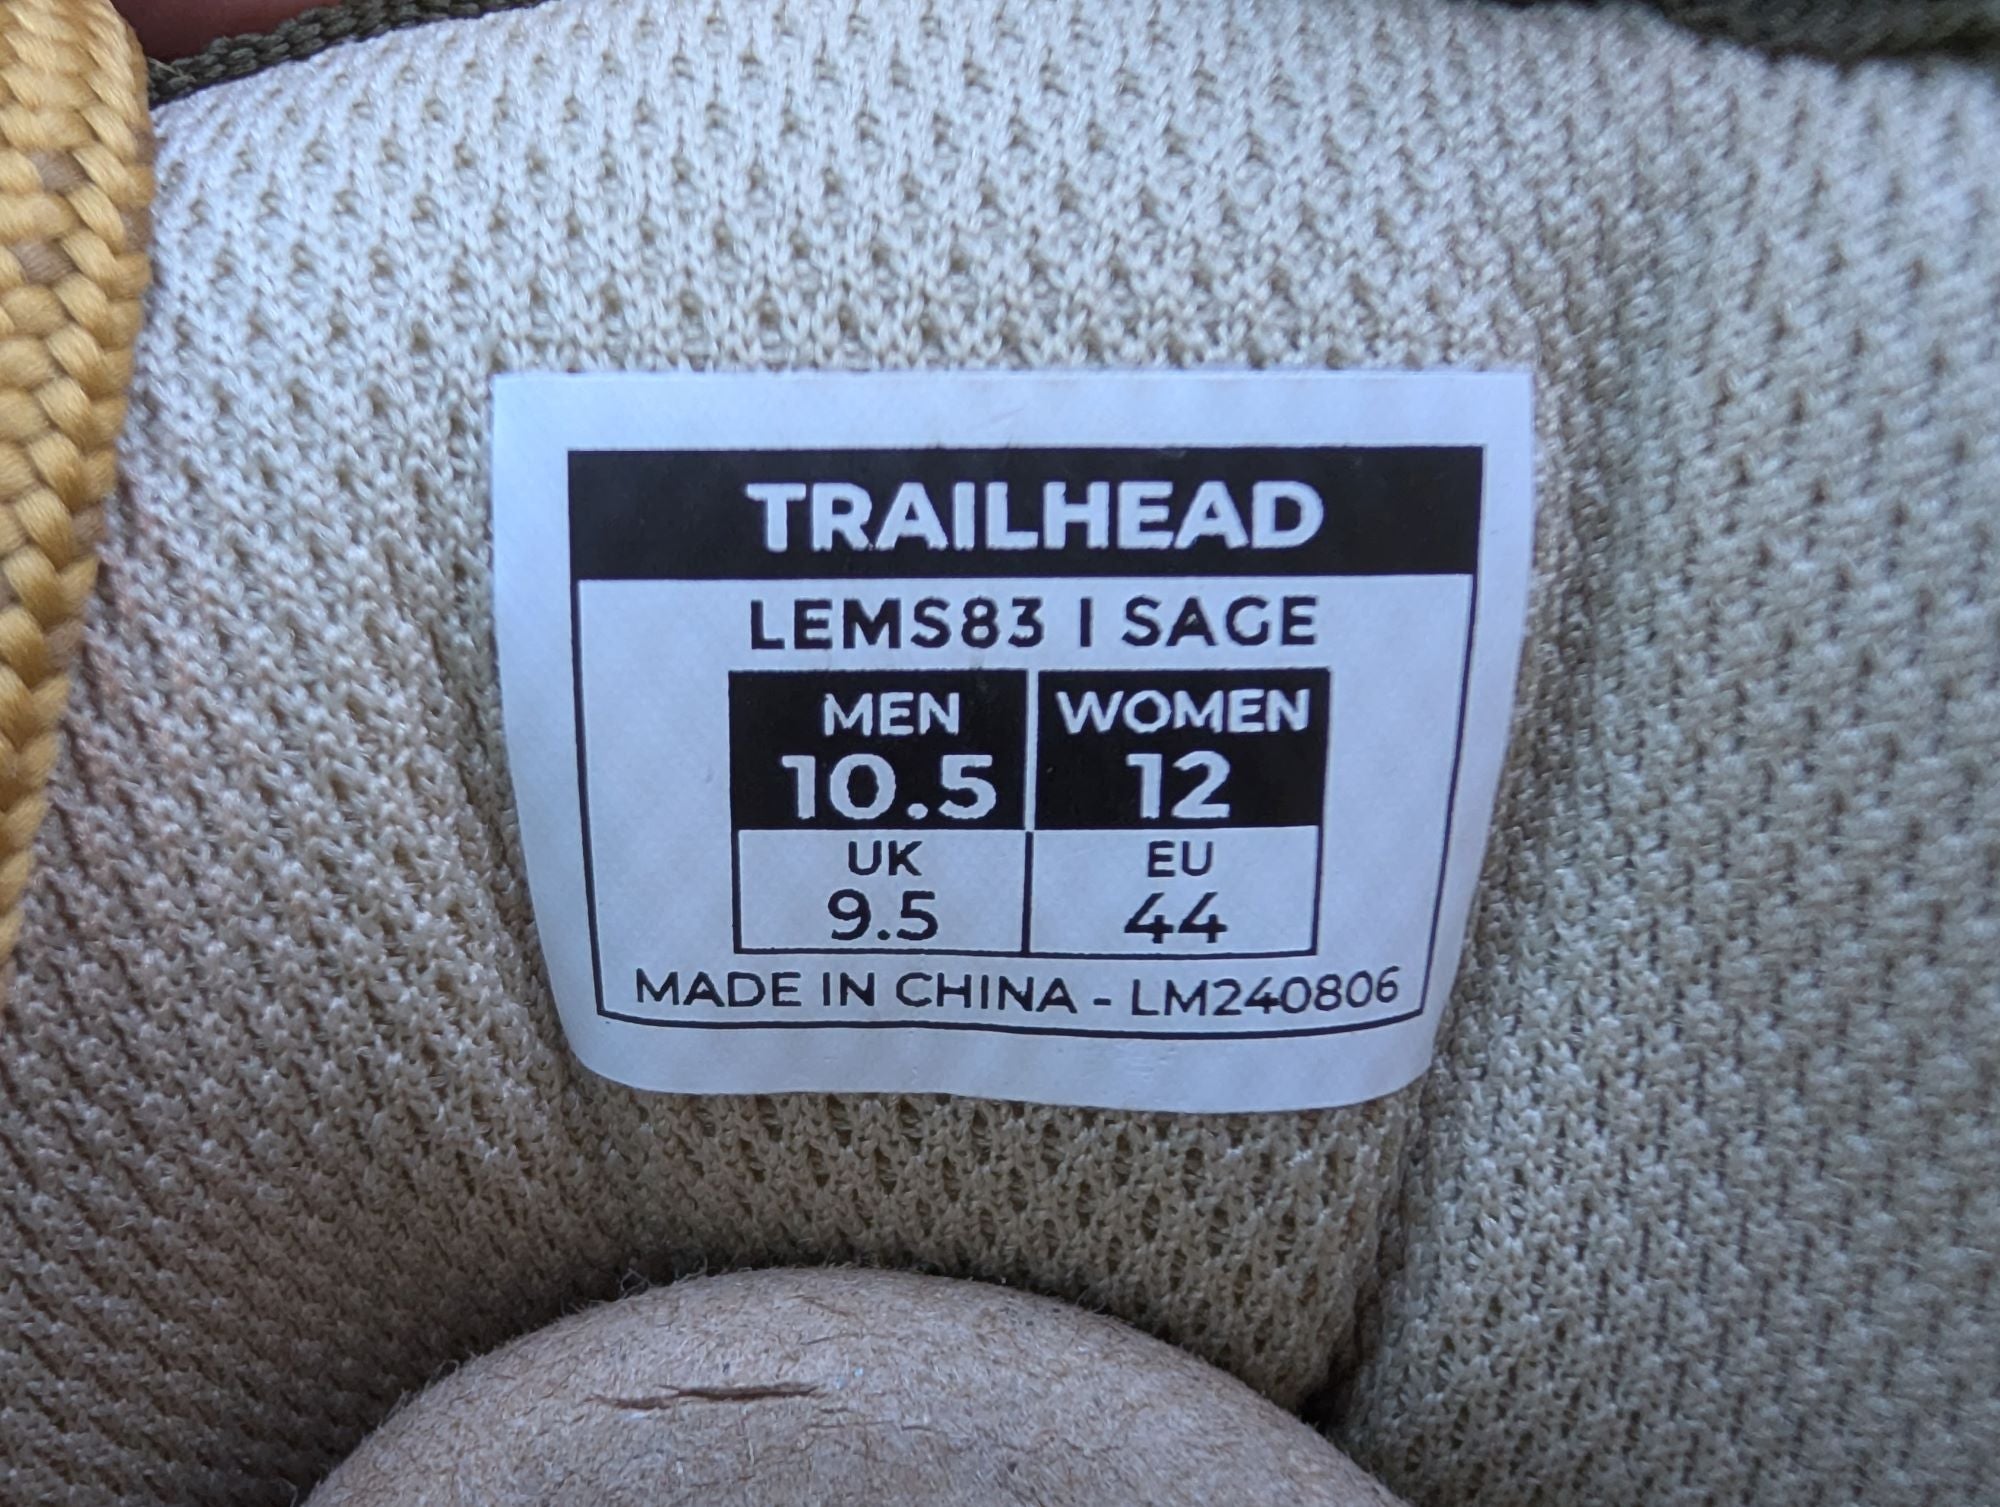 TRAILHEAD
LEMS83 | SAGE
MEN WOMEN
10.5 12
UK EU
9.5 44
MADE IN CHINA - LM240806